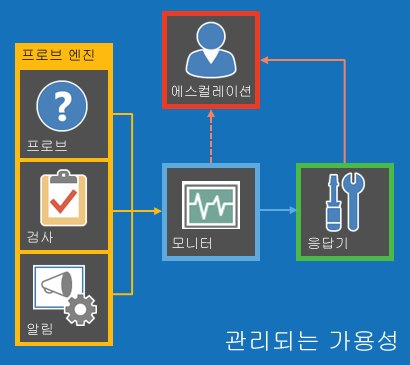 프로브 엔진
에스컬레이션
프로브
검사
모니터
응답기
알림
관리되는 가용성